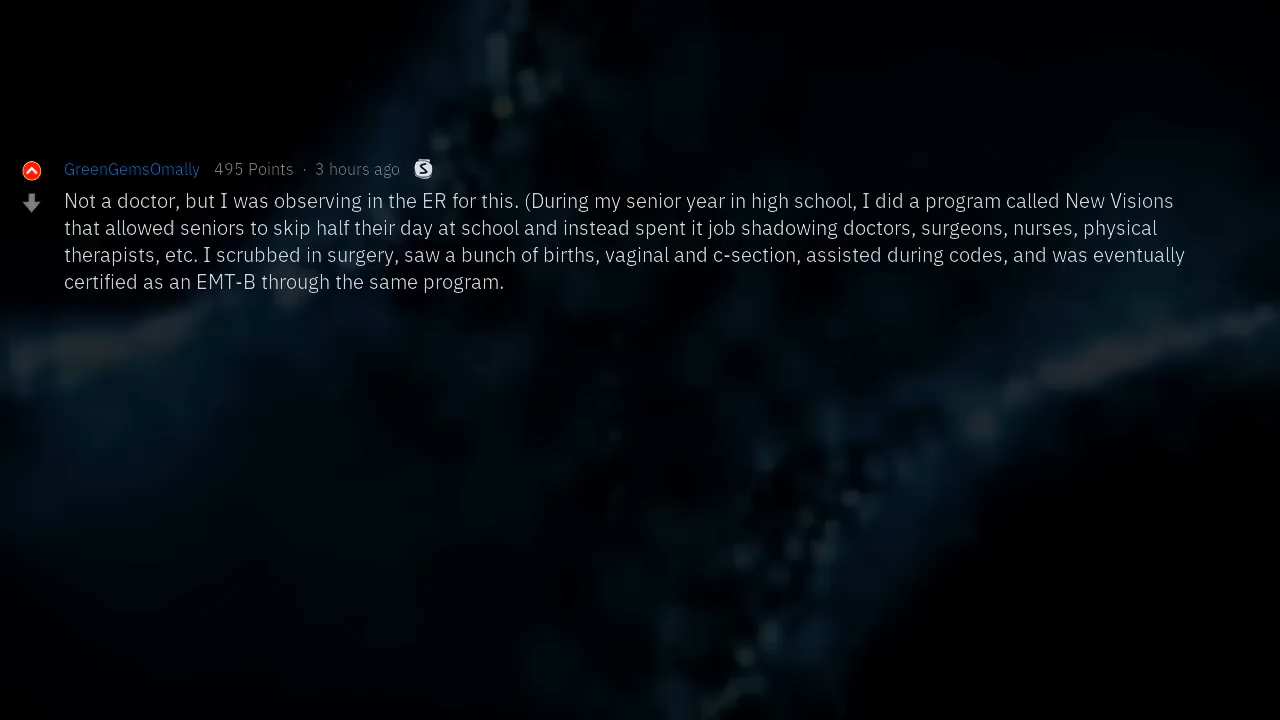 GreenGemsOmally 495 Points · 3 hours ago S
Not a doctor, but I was observing in the ER for this. (During my senior year in high school, I did a program called New Visions
that allowed seniors to skip half their day at school and instead spent it job shadowing doctors, surgeons, nurses, physical
therapists, etc. I scrubbed in surgery, saw a bunch of births, vaginal and c-section, assisted during codes, and was eventually
certified as an EMT-B through the same program.